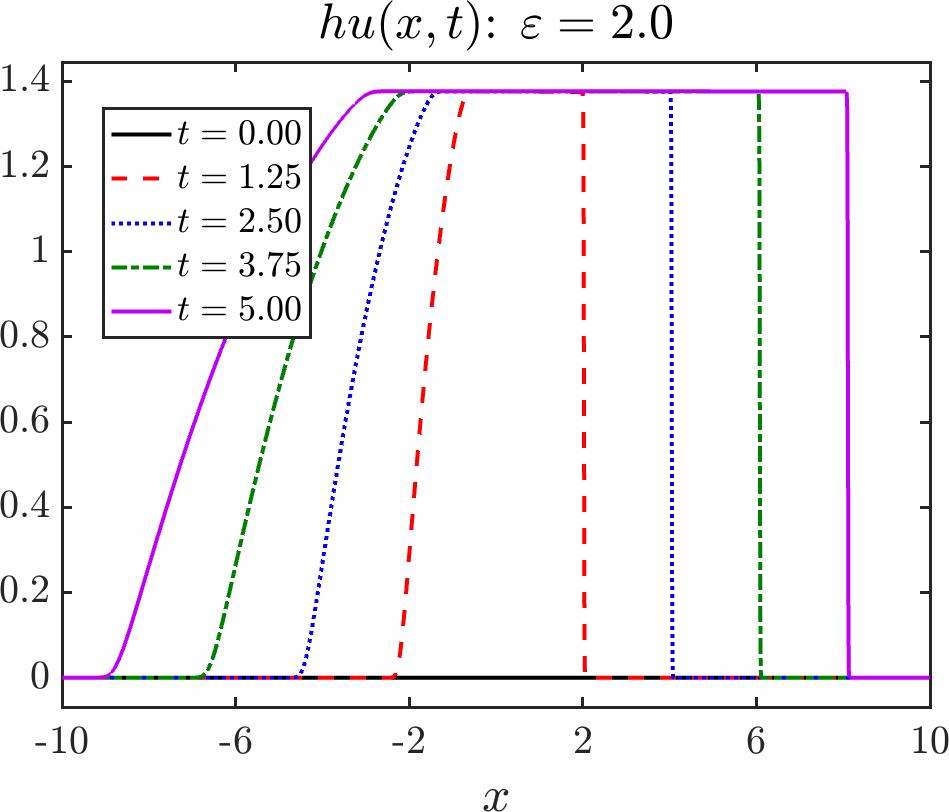 hu(x, t): ε = 2.0
1.4
1.2
1
0.8
0.6
0.4
0.2
0
t = 0.00
t = 1.25
t = 2.50
t = 3.75
t = 5.00
-10 -6 -2 2 6 10
x